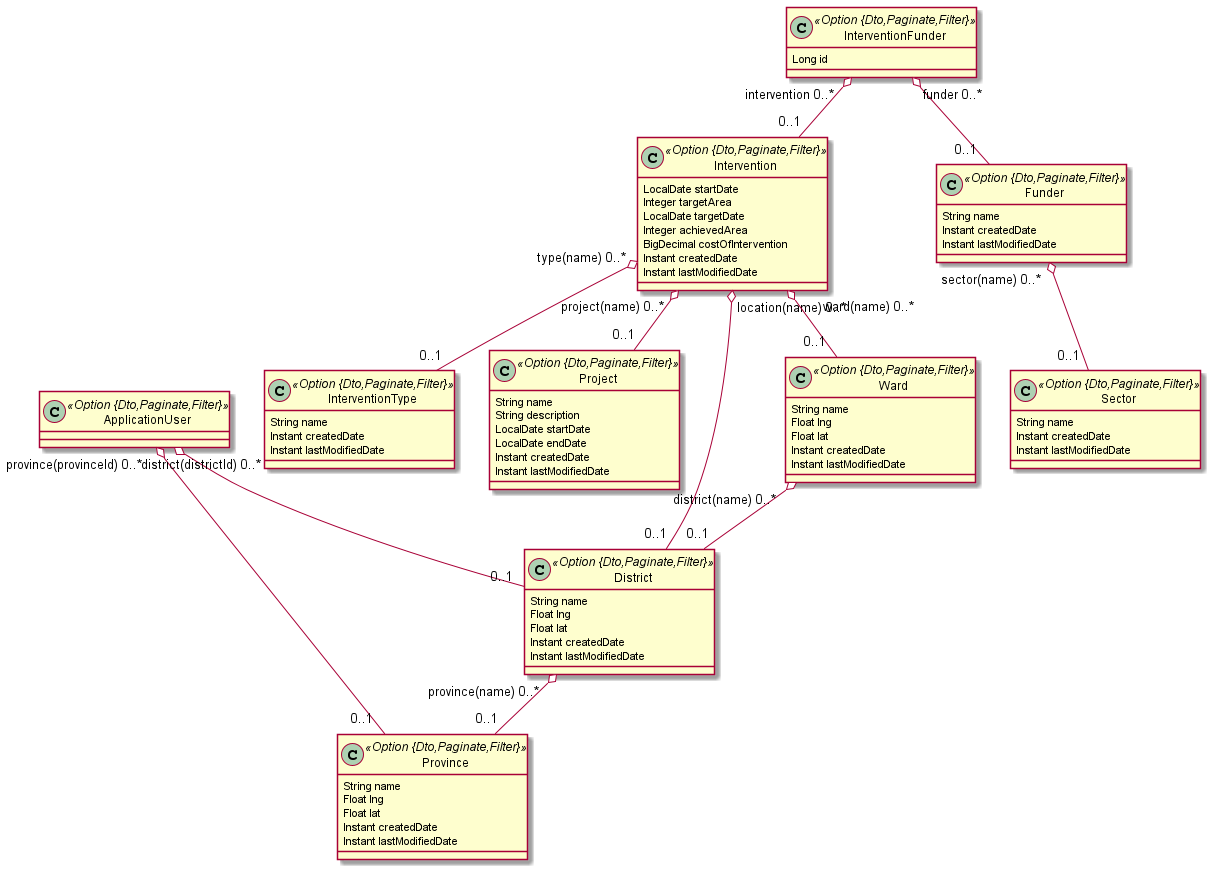 C «Option {Dto,Paginate,Filter}»
InterventionFunder
Long id
intervention 0..*
funder 0..*
0..1
0..1
C «Option {Dto,Paginate,Filter}»
Intervention
LocalDate startDate
Integer targetArea
LocalDate targetDate
Integer achievedArea
BigDecimal costOfIntervention
Instant createdDate
Instant lastModifiedDate
C «Option {Dto,Paginate,Filter}»
Funder
String name
Instant createdDate
Instant lastModifiedDate
type(name) 0..*
project(name) 0..*
location(name) 0..*
ward(name) 0..*
sector(name) 0..*
0..1
0..1
0..1
0..1
C «Option {Dto,Paginate,Filter}»
ApplicationUser
C «Option {Dto,Paginate,Filter}»
InterventionType
String name
Instant createdDate
Instant lastModifiedDate
C «Option {Dto,Paginate,Filter}»
Project
String name
String description
LocalDate startDate
LocalDate endDate
Instant createdDate
Instant lastModifiedDate
C «Option {Dto,Paginate,Filter}»
Ward
String name
Float lng
Float lat
Instant createdDate
Instant lastModifiedDate
C «Option {Dto,Paginate,Filter}»
Sector
String name
Instant createdDate
Instant lastModifiedDate
province(provinceId) 0..*
district(districtId) 0..*
district(name) 0..*
0..1
0..1
0..1
C «Option {Dto,Paginate,Filter}»
District
String name
Float lng
Float lat
Instant createdDate
Instant lastModifiedDate
province(name) 0..*
0..1
0..1
C «Option {Dto,Paginate,Filter}»
Province
String name
Float lng
Float lat
Instant createdDate
Instant lastModifiedDate